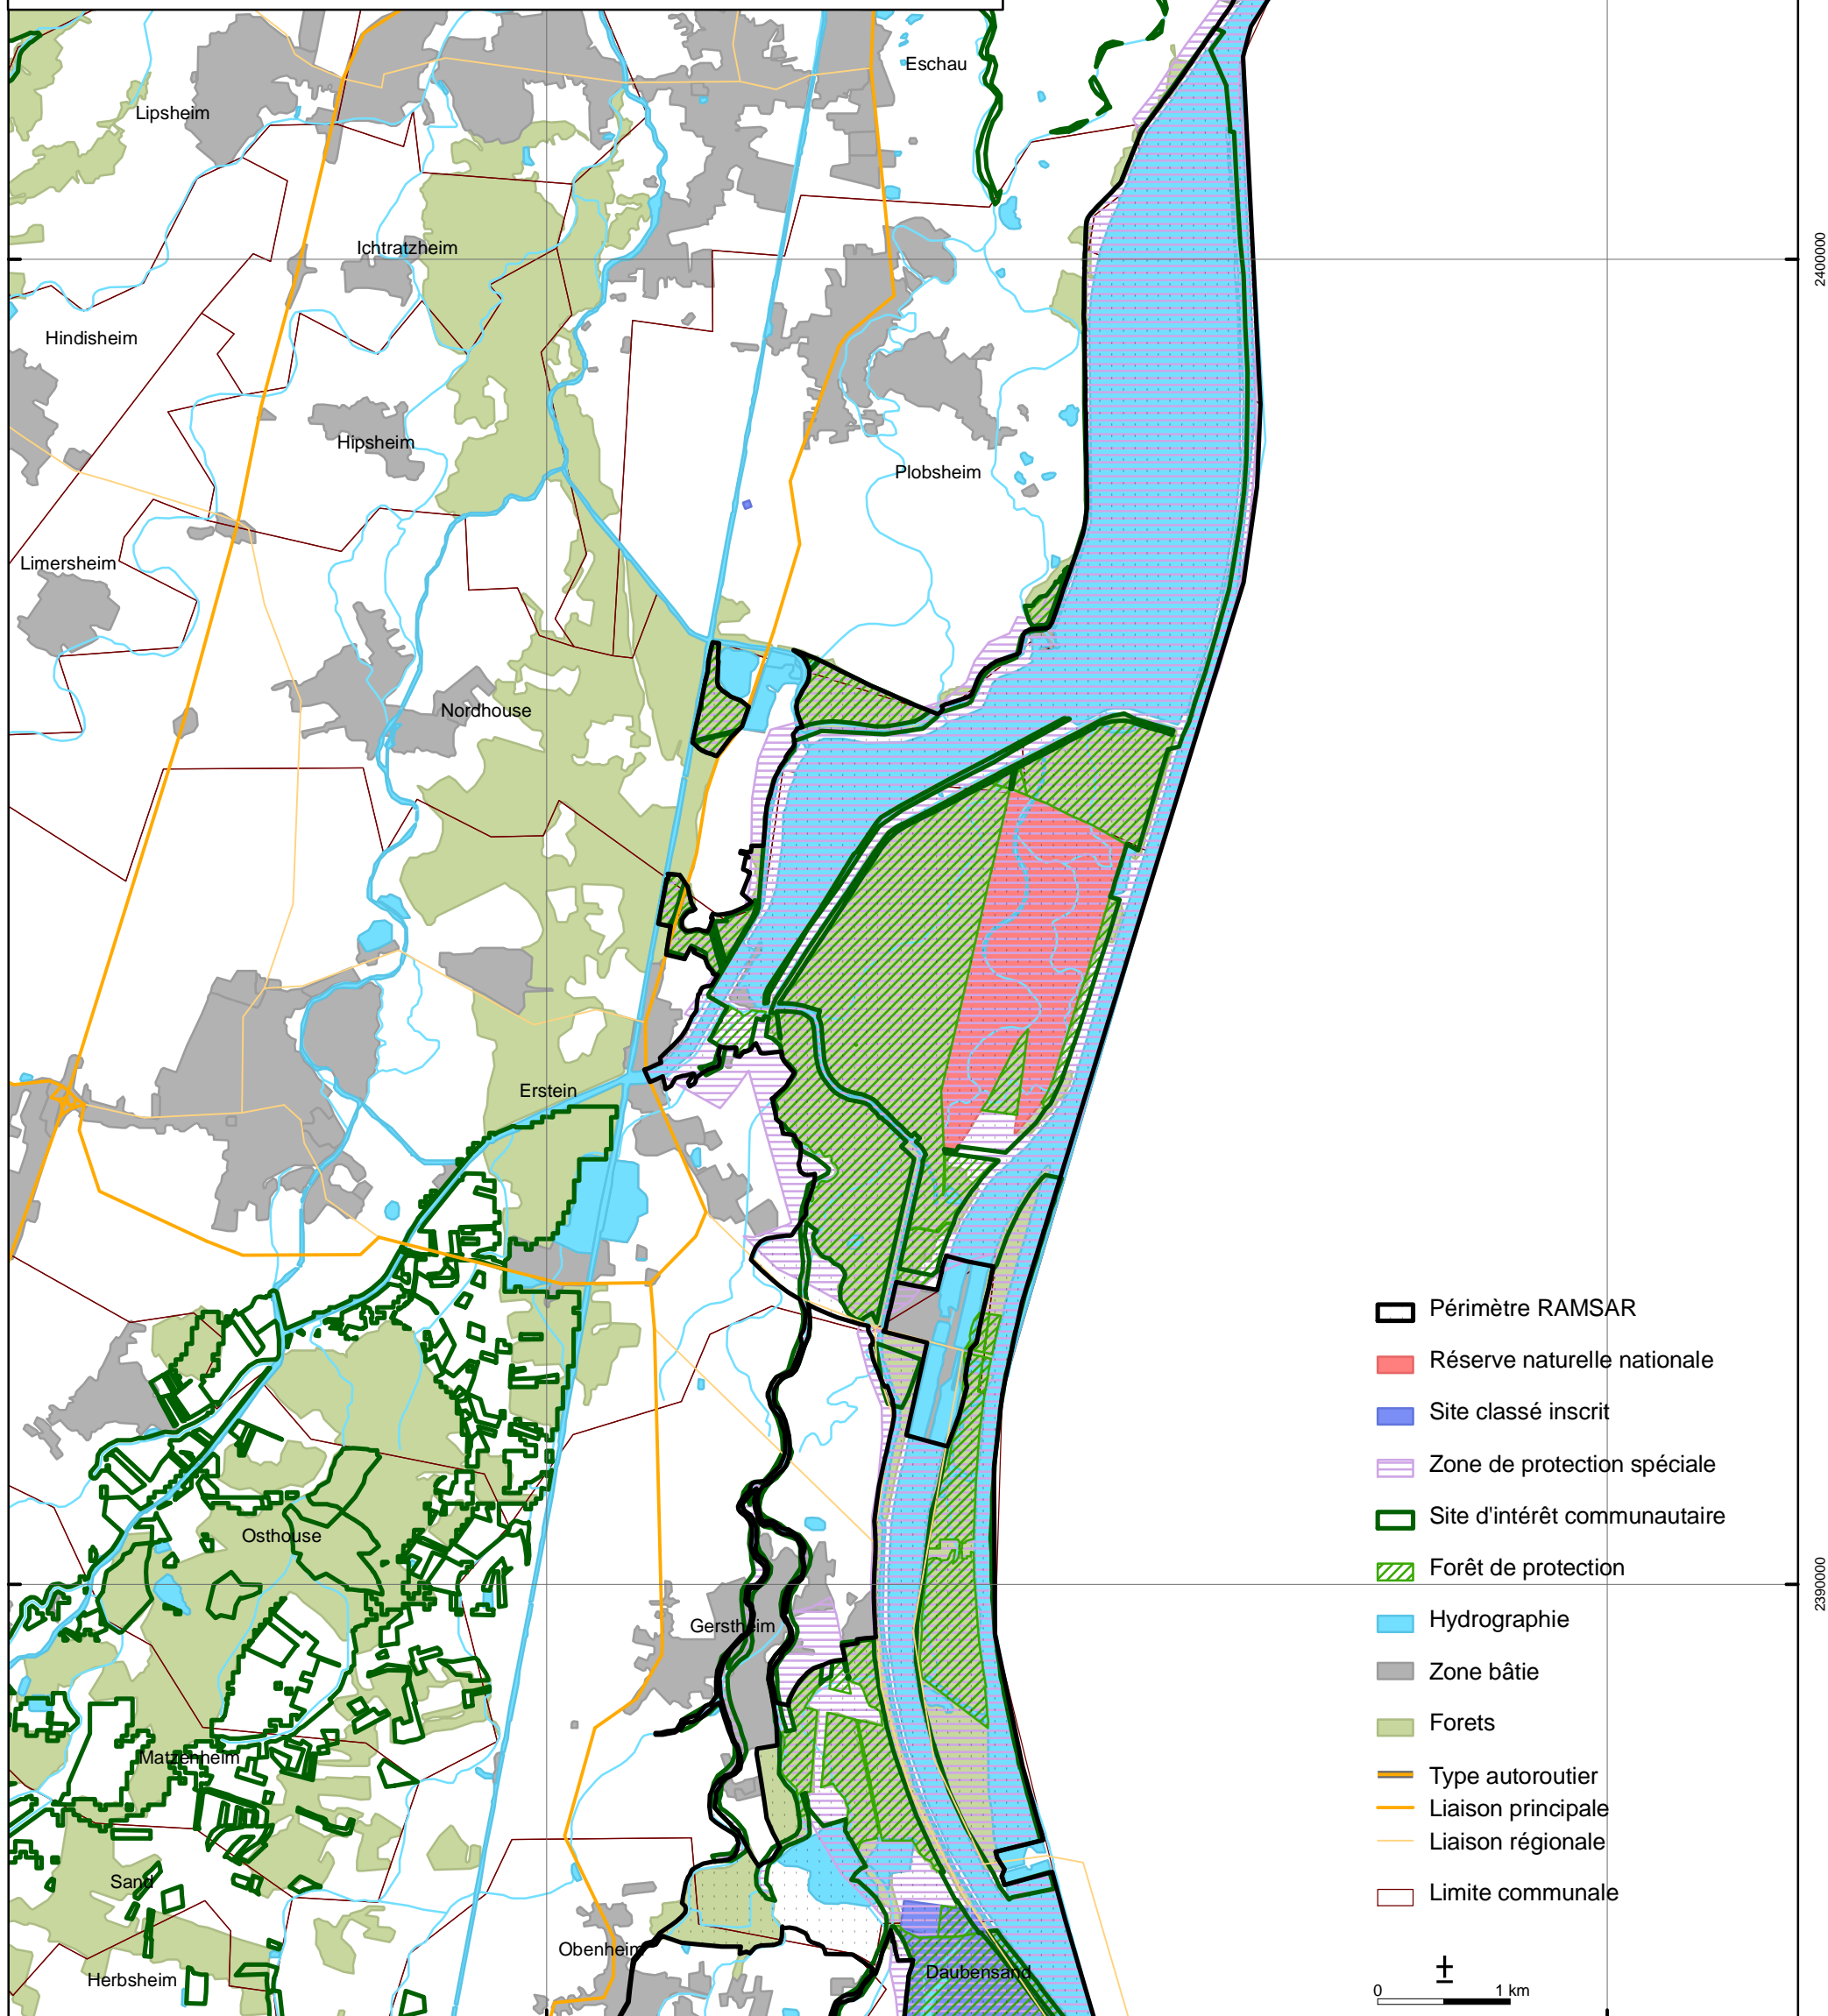 Eschau
Lipsheim
Ichtratzheim
2400000
Hindisheim
Hipsheim
Plobsheim
Limersheim
Nordhouse
Erstein
Périmètre RAMSAR
Réserve naturelle nationale
Site classé inscrit
Zone de protection spéciale
Site d'intérêt communautaire
Forêt de protection
Hydrographie
Zone bâtie
Forets
Type autoroutier
Liaison principale
Liaison régionale
Limite communale
Osthouse
2390000
Gerstheim
Matzenheim
Sand
Obenheim
Herbsheim
Daubensand
±
0 1 km